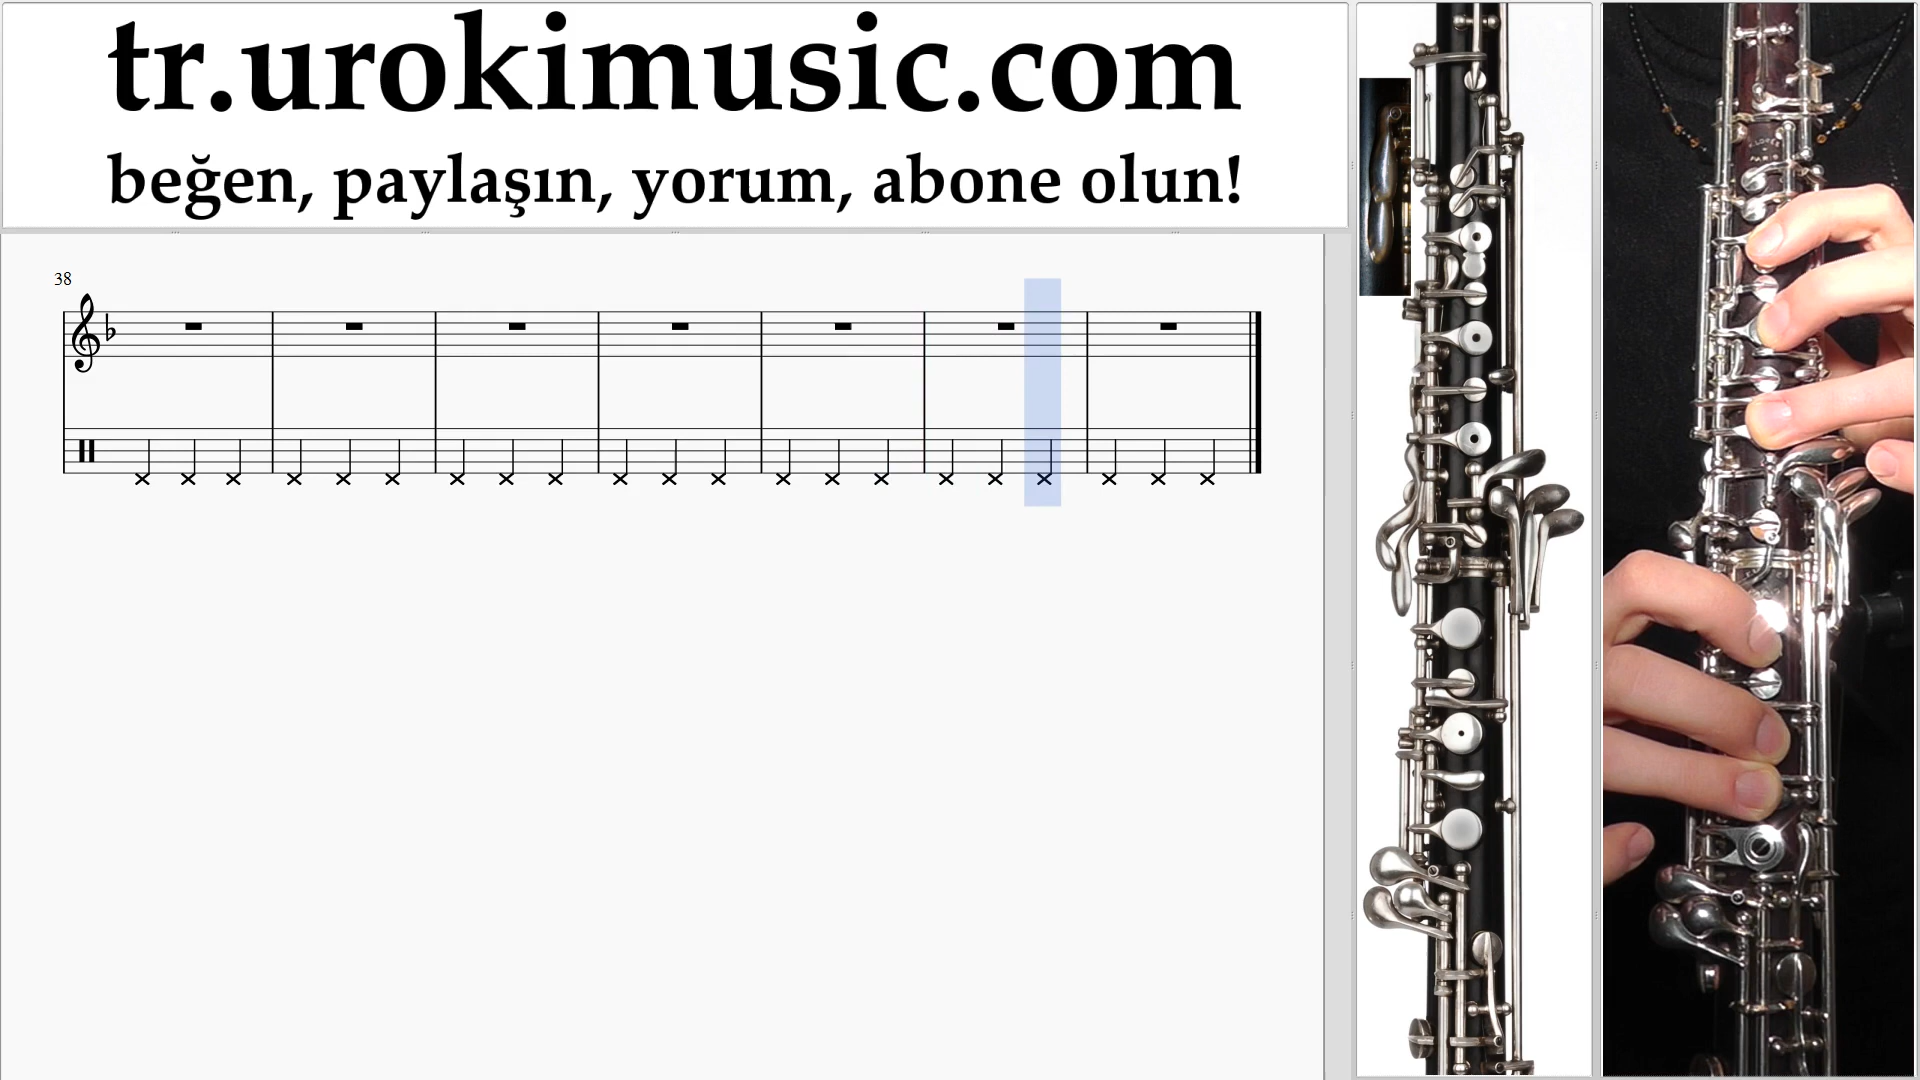 tr.urokimusic.com
beğen, paylaşın, yorum, abone olun!
38